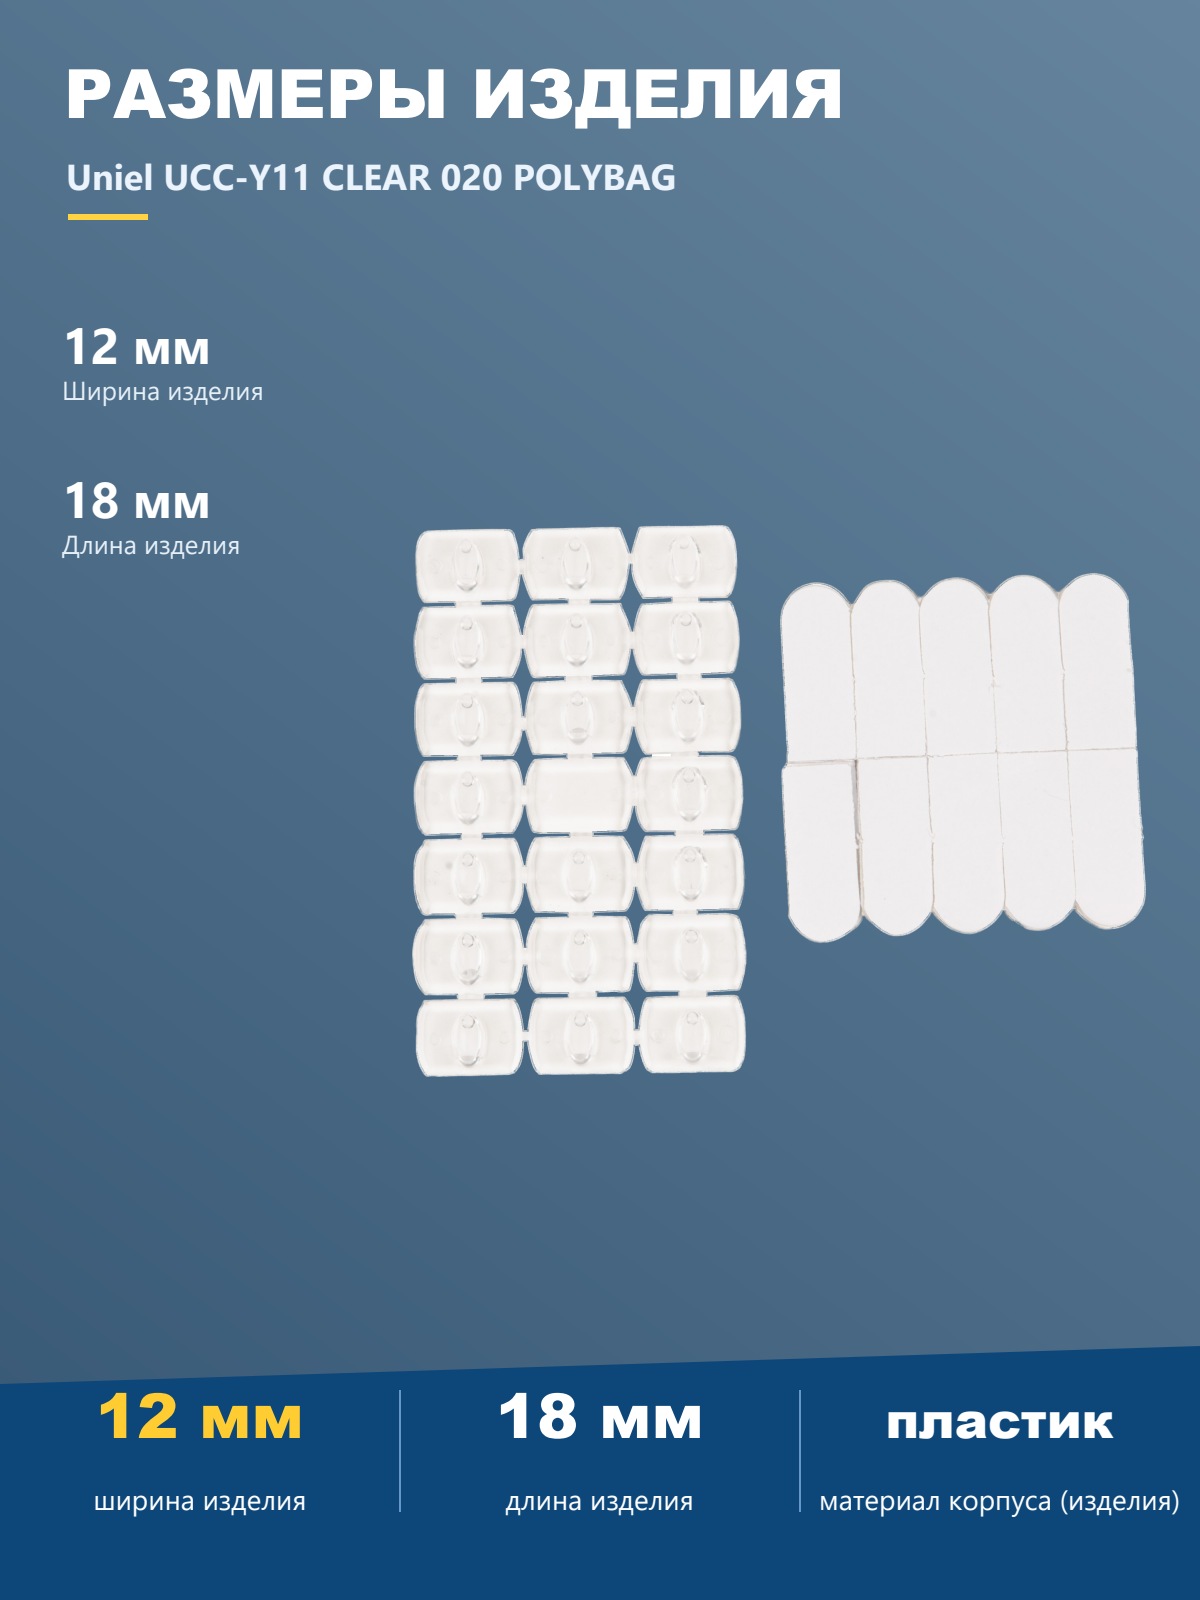 РАЗМЕРЫ ИЗДЕЛИЯ
Uniel UCC-Y11 CLEAR 020 POLYBAG
12 мм
Ширина изделия
18 мм
Длина изделия
12 мм
ширина изделия
18 мм
длина изделия
пластик
материал корпуса (изделия)